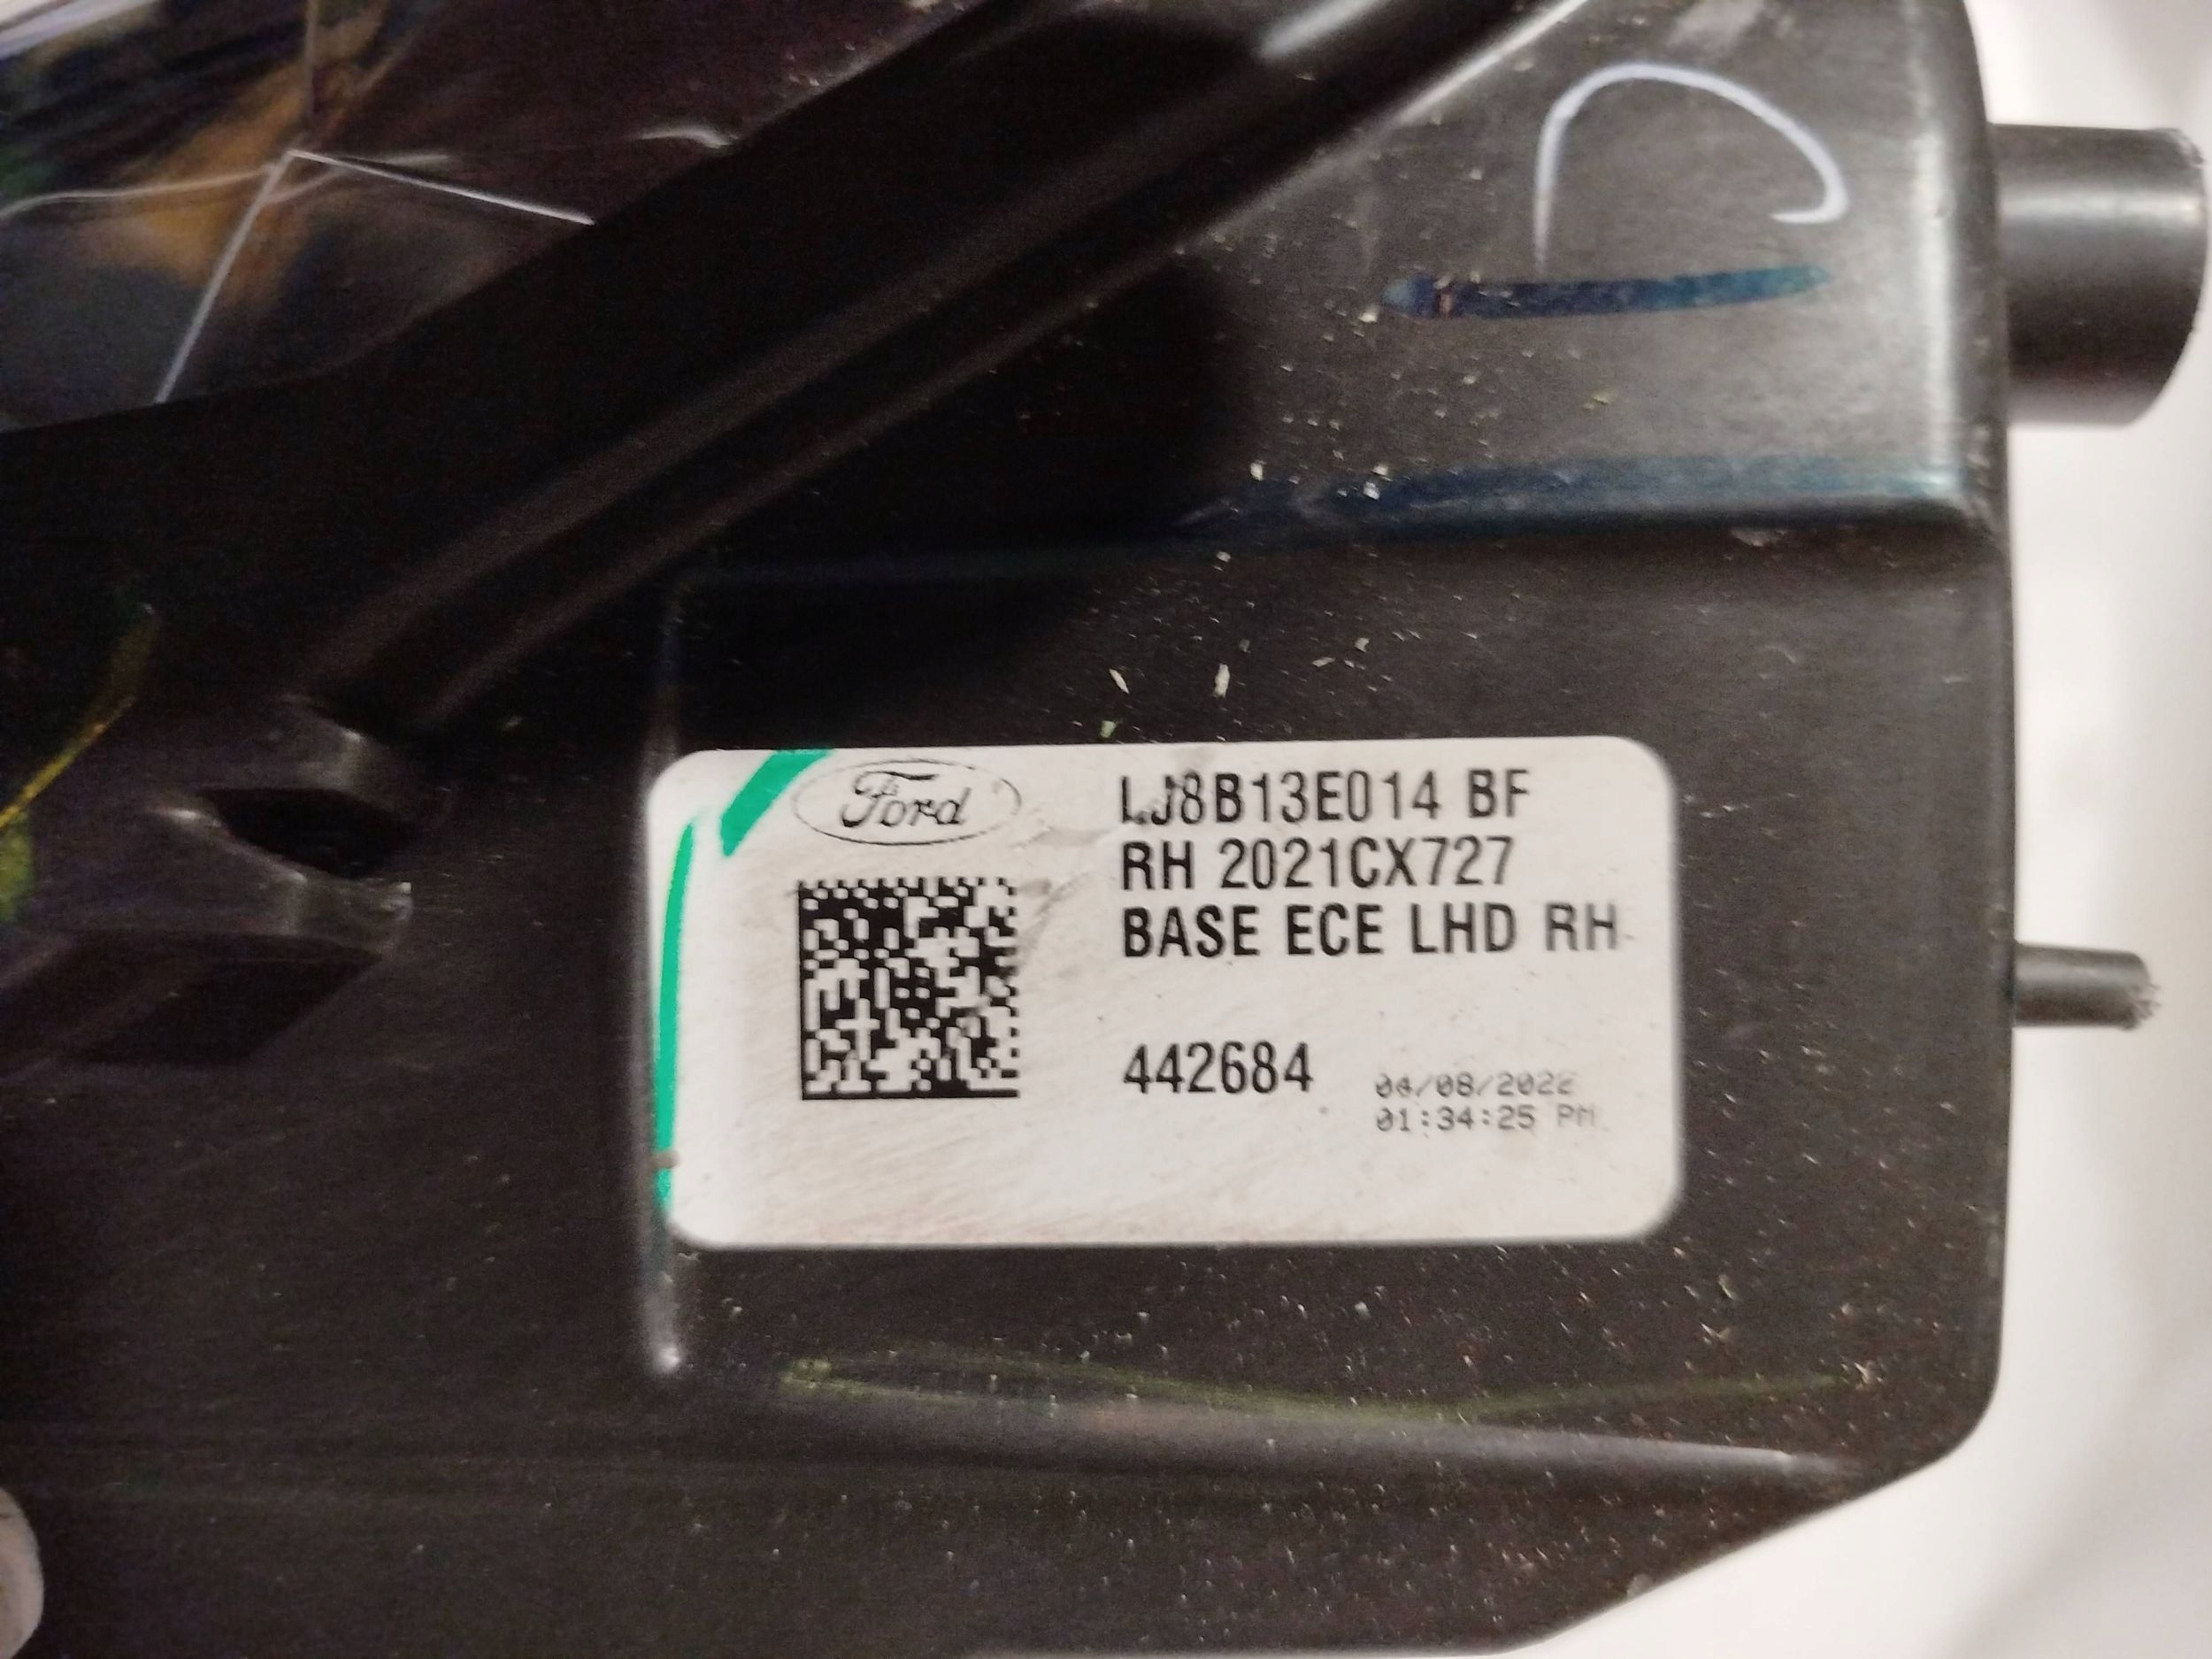 Ford
LJ8B13E014 BF
RH 2021CX727
BASE ECE LHD RH
442684
04/08/2022
01:34:25 PM